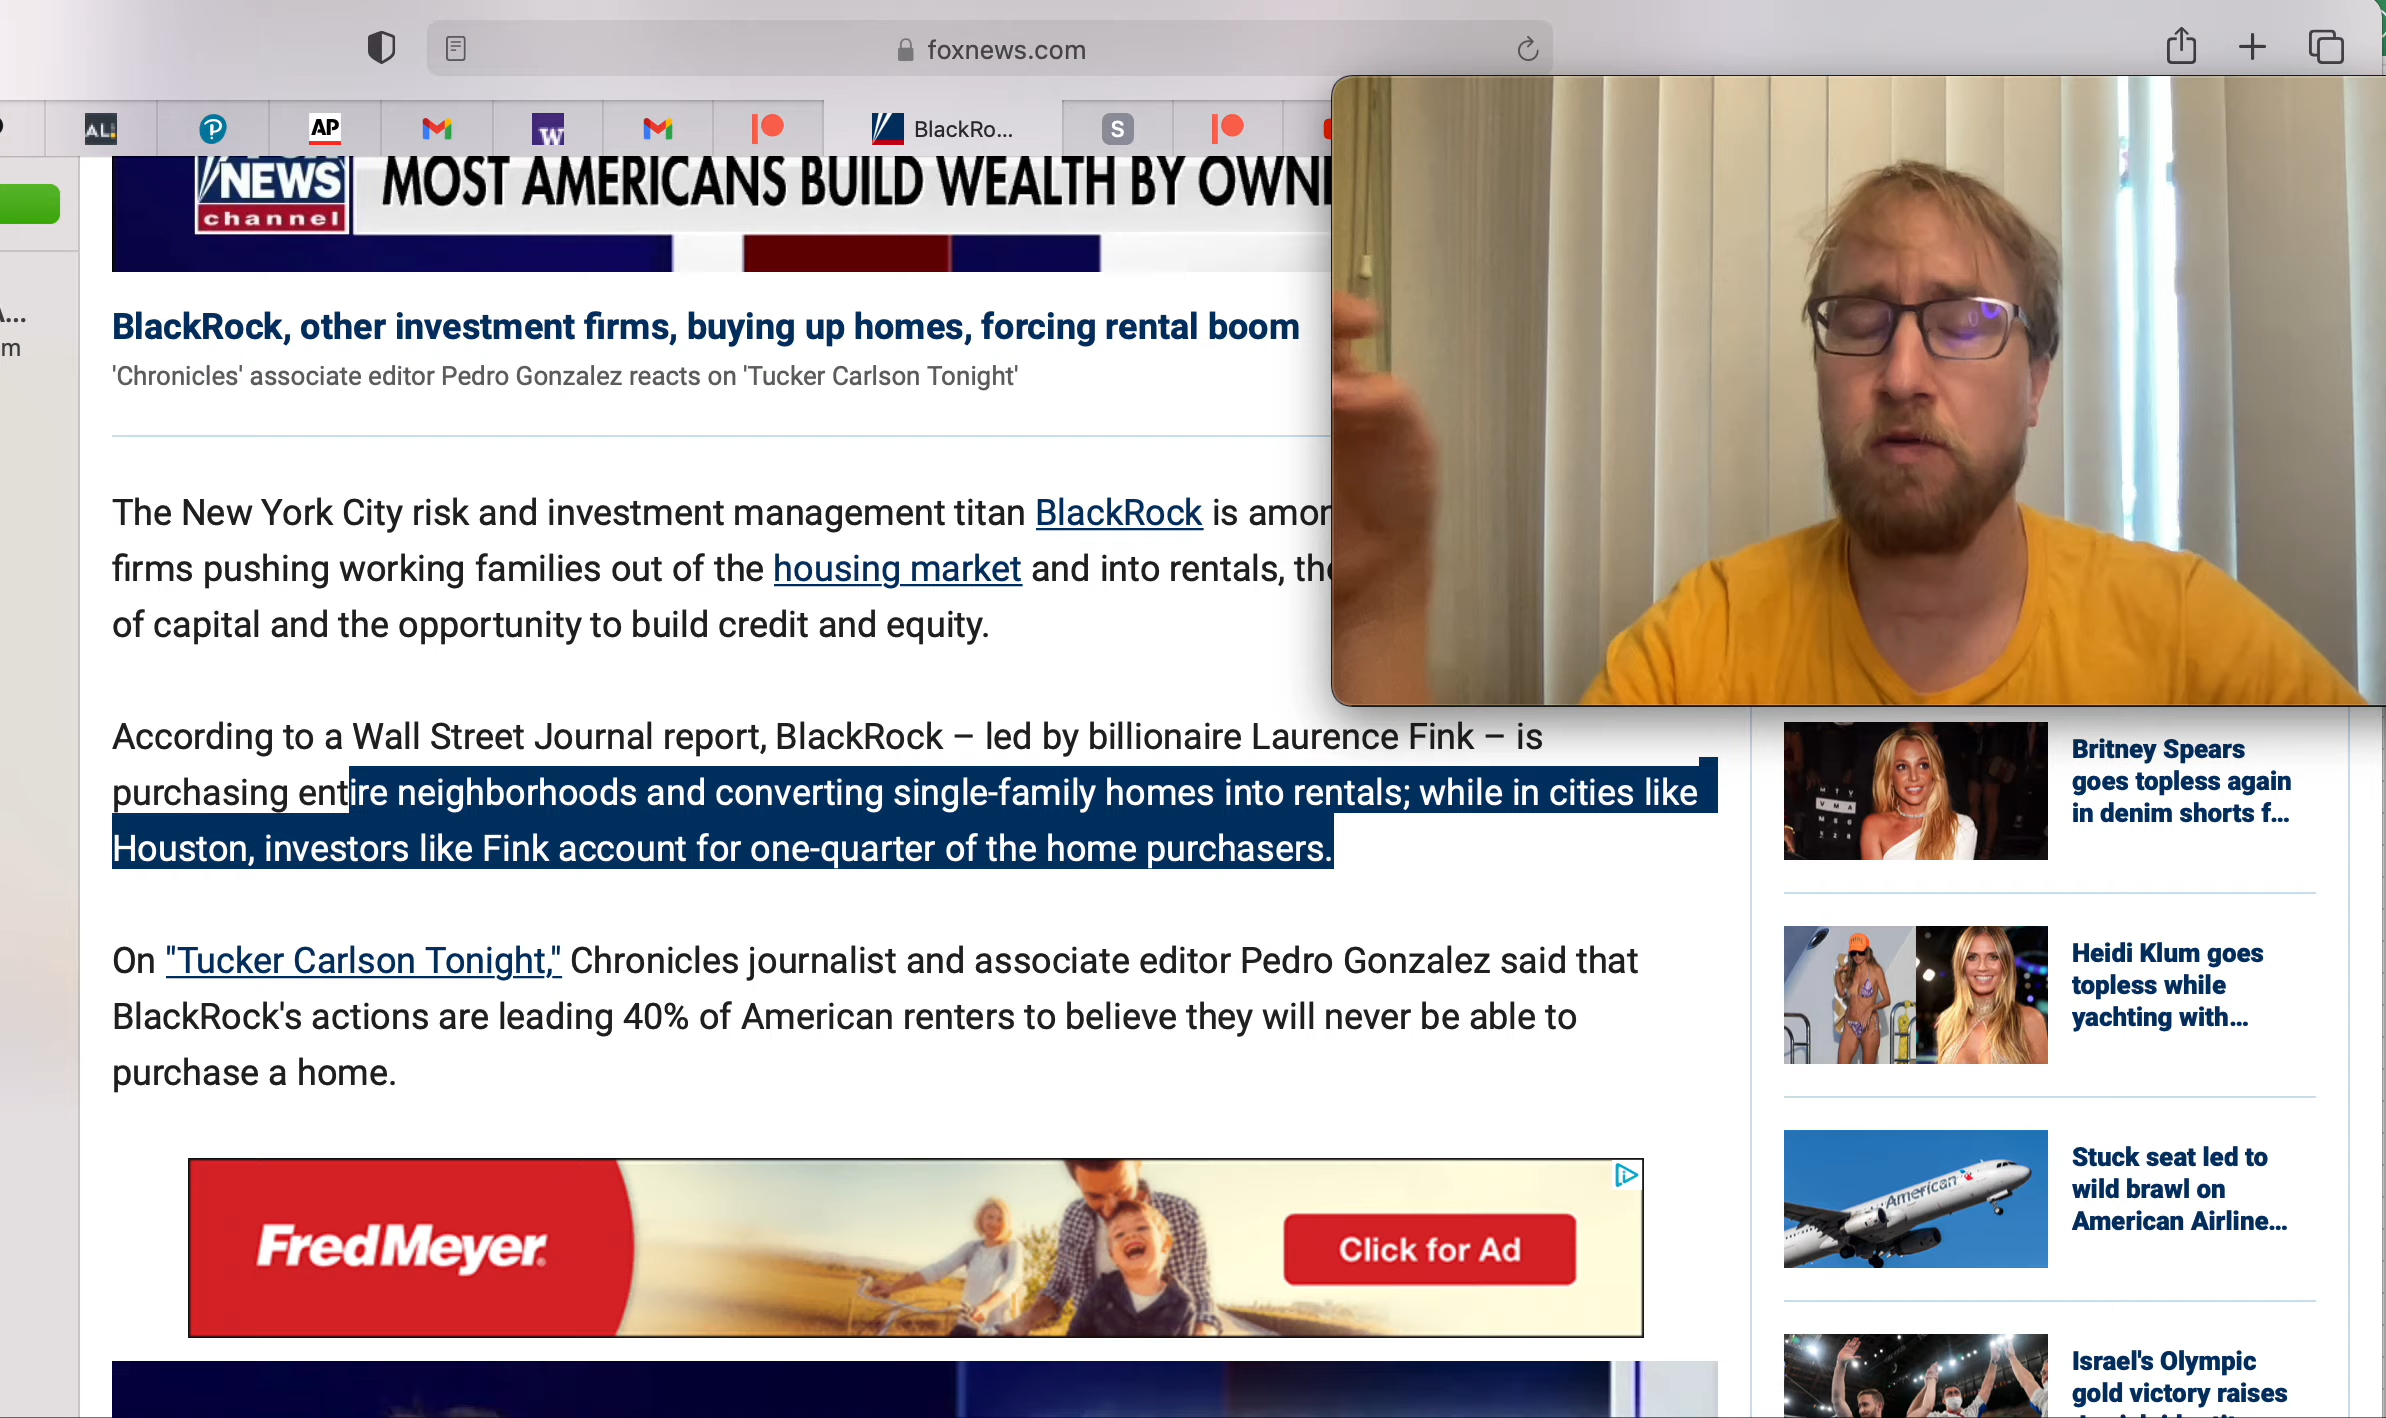 foxnews.com
AL:
AP
W
BlackRo...
S
NEWS
channel
MOST AMERICANS BUILD WEALTH BY OWNI
BlackRock, other investment firms, buying up homes, forcing rental boom
'Chronicles' associate editor Pedro Gonzalez reacts on 'Tucker Carlson Tonight'
A...
m
The New York City risk and investment management titan BlackRock is amon
firms pushing working families out of the housing market and into rentals, the
of capital and the opportunity to build credit and equity.
According to a Wall Street Journal report, BlackRock – led by billionaire Laurence Fink – is
purchasing entire neighborhoods and converting single-family homes into rentals; while in cities like
Houston, investors like Fink account for one-quarter of the home purchasers.
On "Tucker Carlson Tonight," Chronicles journalist and associate editor Pedro Gonzalez said that
BlackRock's actions are leading 40% of American renters to believe they will never be able to
purchase a home.
Fred Meyer
Click for Ad
Britney Spears
goes topless again
in denim shorts f...
Heidi Klum goes
topless while
yachting with...
American
Stuck seat led to
wild brawl on
American Airline...
Israel's Olympic
gold victory raises